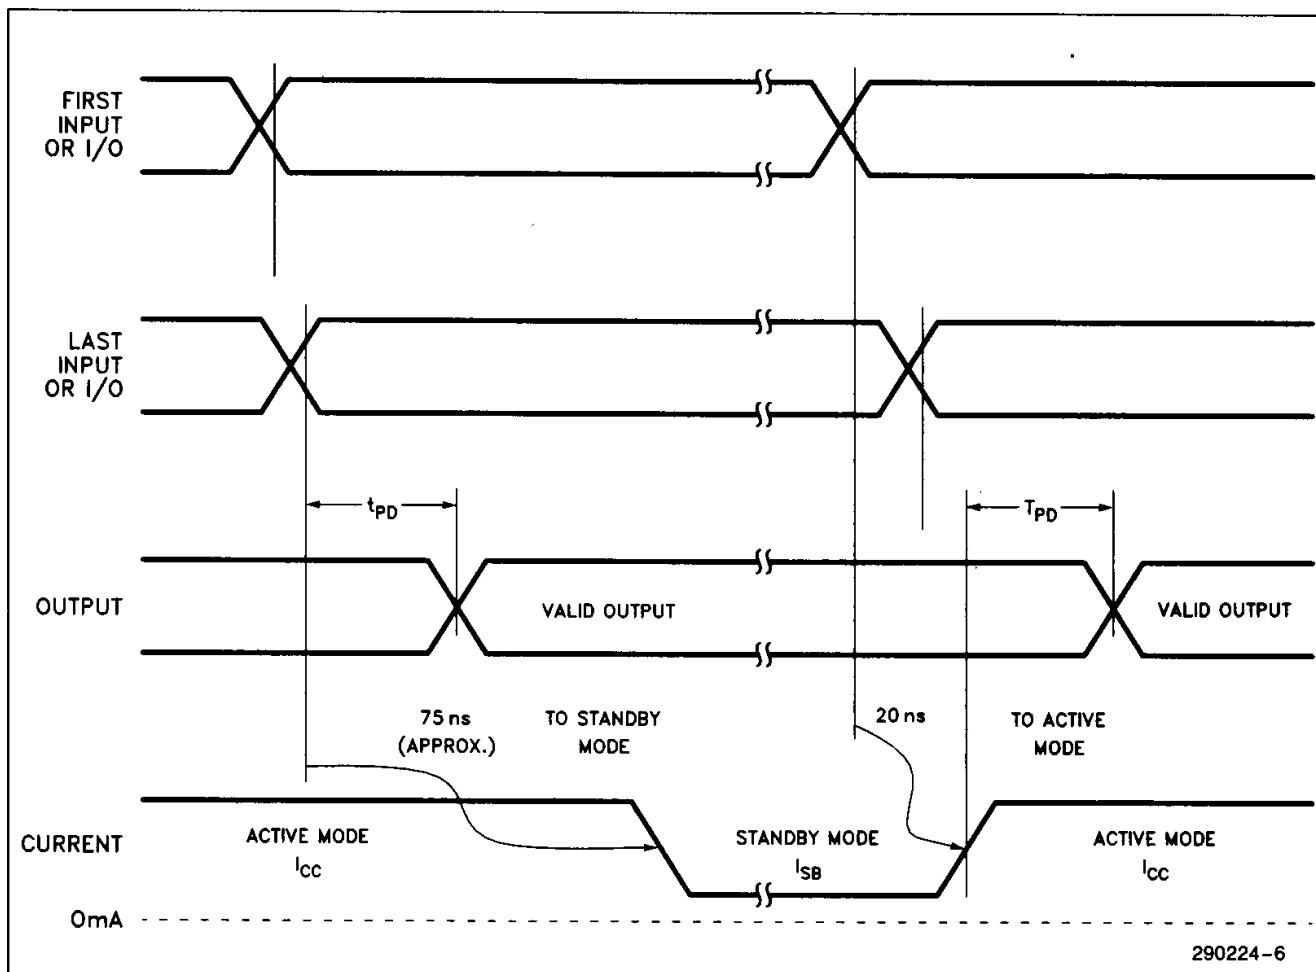 FIRST
INPUT
OR I/O
LAST
INPUT
OR I/O
tPD
TPD
OUTPUT
VALID OUTPUT
VALID OUTPUT
75 ns
(APPROX.)
TO STANDBY
MODE
20 ns
TO ACTIVE
MODE
CURRENT
ACTIVE MODE
ICC
STANDBY MODE
ISB
ACTIVE MODE
ICC
0mA
290224-6